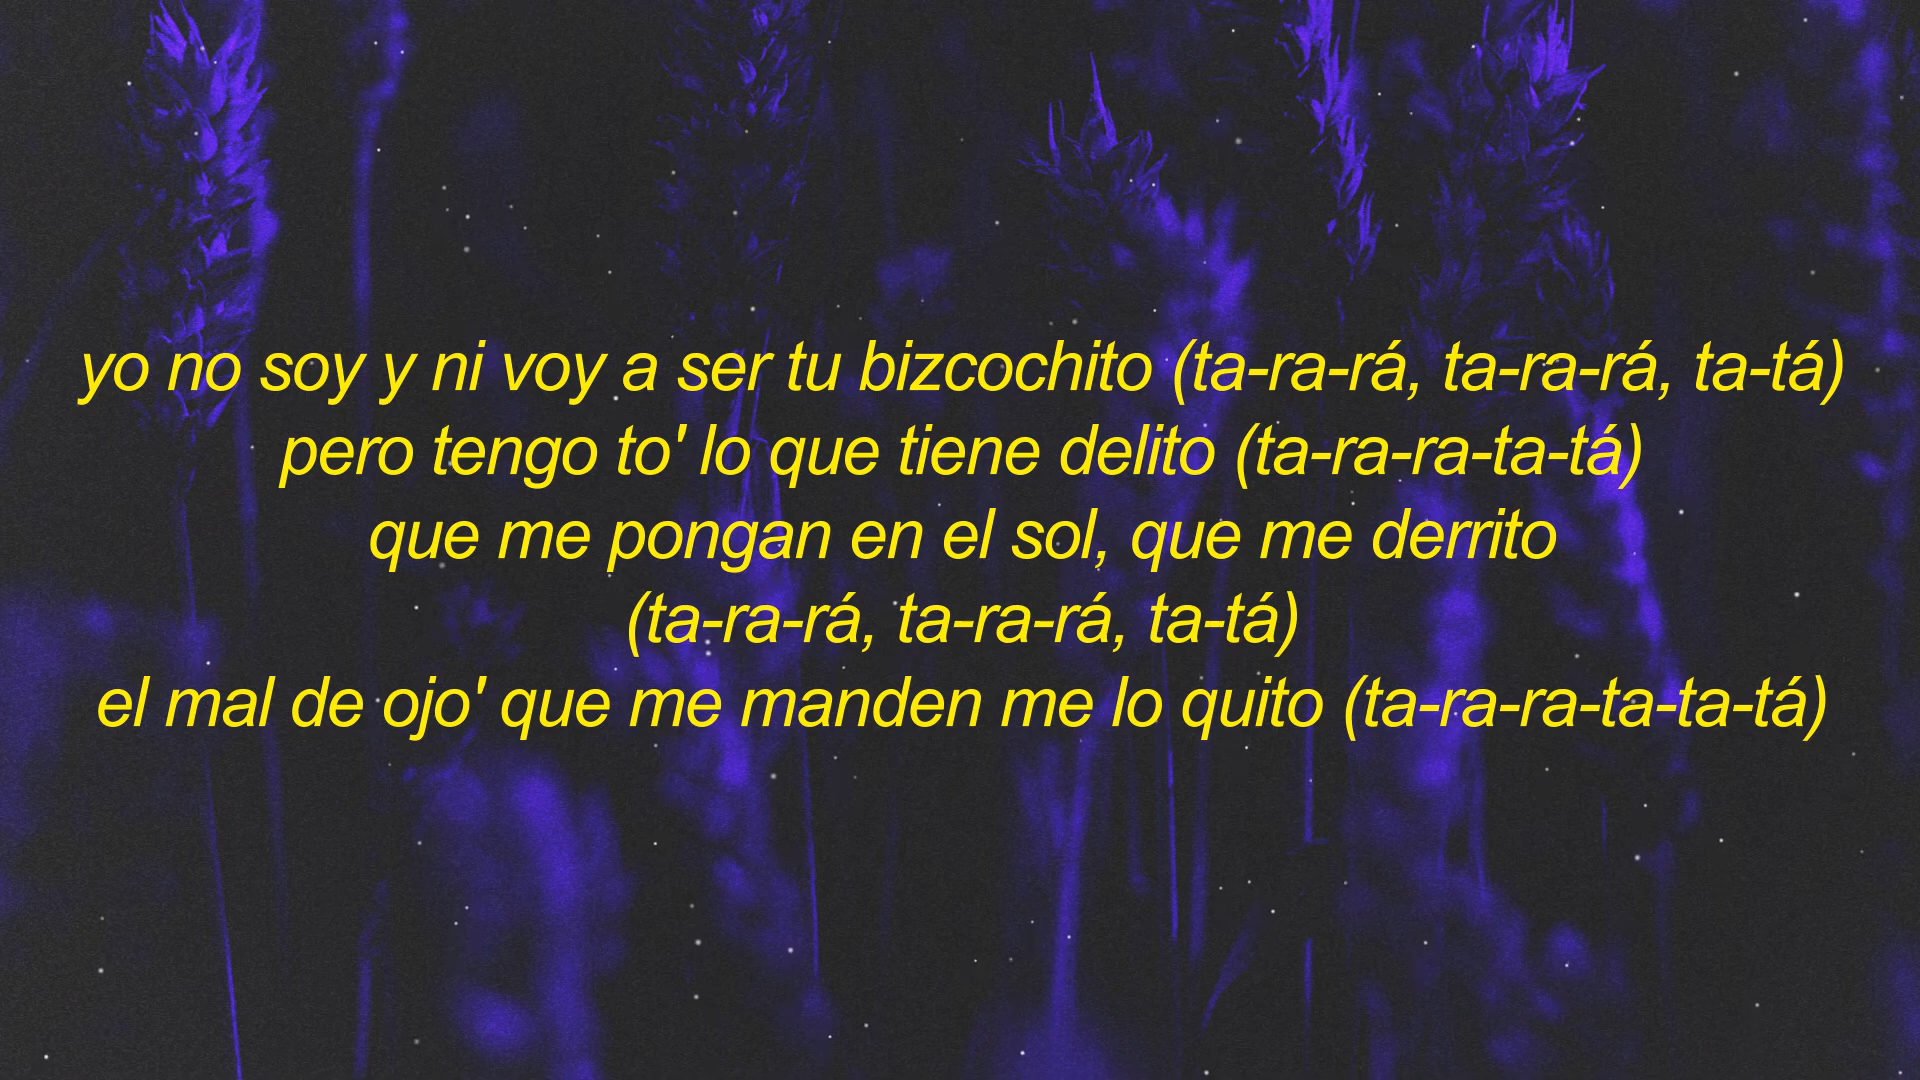 yo no soy y ni voy a ser tu bizcochito (ta-ra-rá, ta-ra-rá, ta-tá)
pero tengo to' lo que tiene delito (ta-ra-ra-ta-tá)
que me pongan en el sol, que me derrito
(ta-ra-rá, ta-ra-rá, ta-tá)
el mal de ojo' que me manden me lo quito (ta-ra-ra-ta-ta-tá)